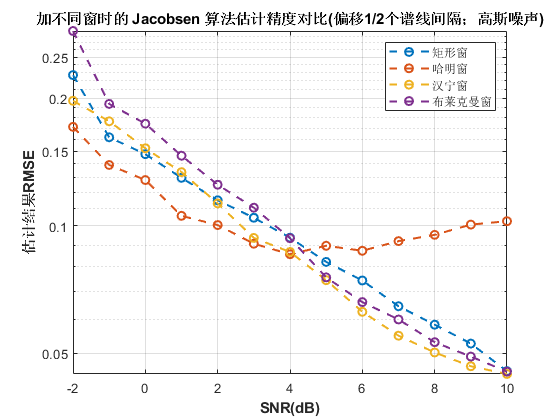 加不同窗时的 Jacobsen 算法估计精度对比(偏移1/2个谱线间隔；高斯噪声)
0.25
0.2
0.15
0.1
0.05
估计结果RMSE
矩形窗
哈明窗
汉宁窗
布莱克曼窗
-2 0 2 4 6 8 10
SNR(dB)